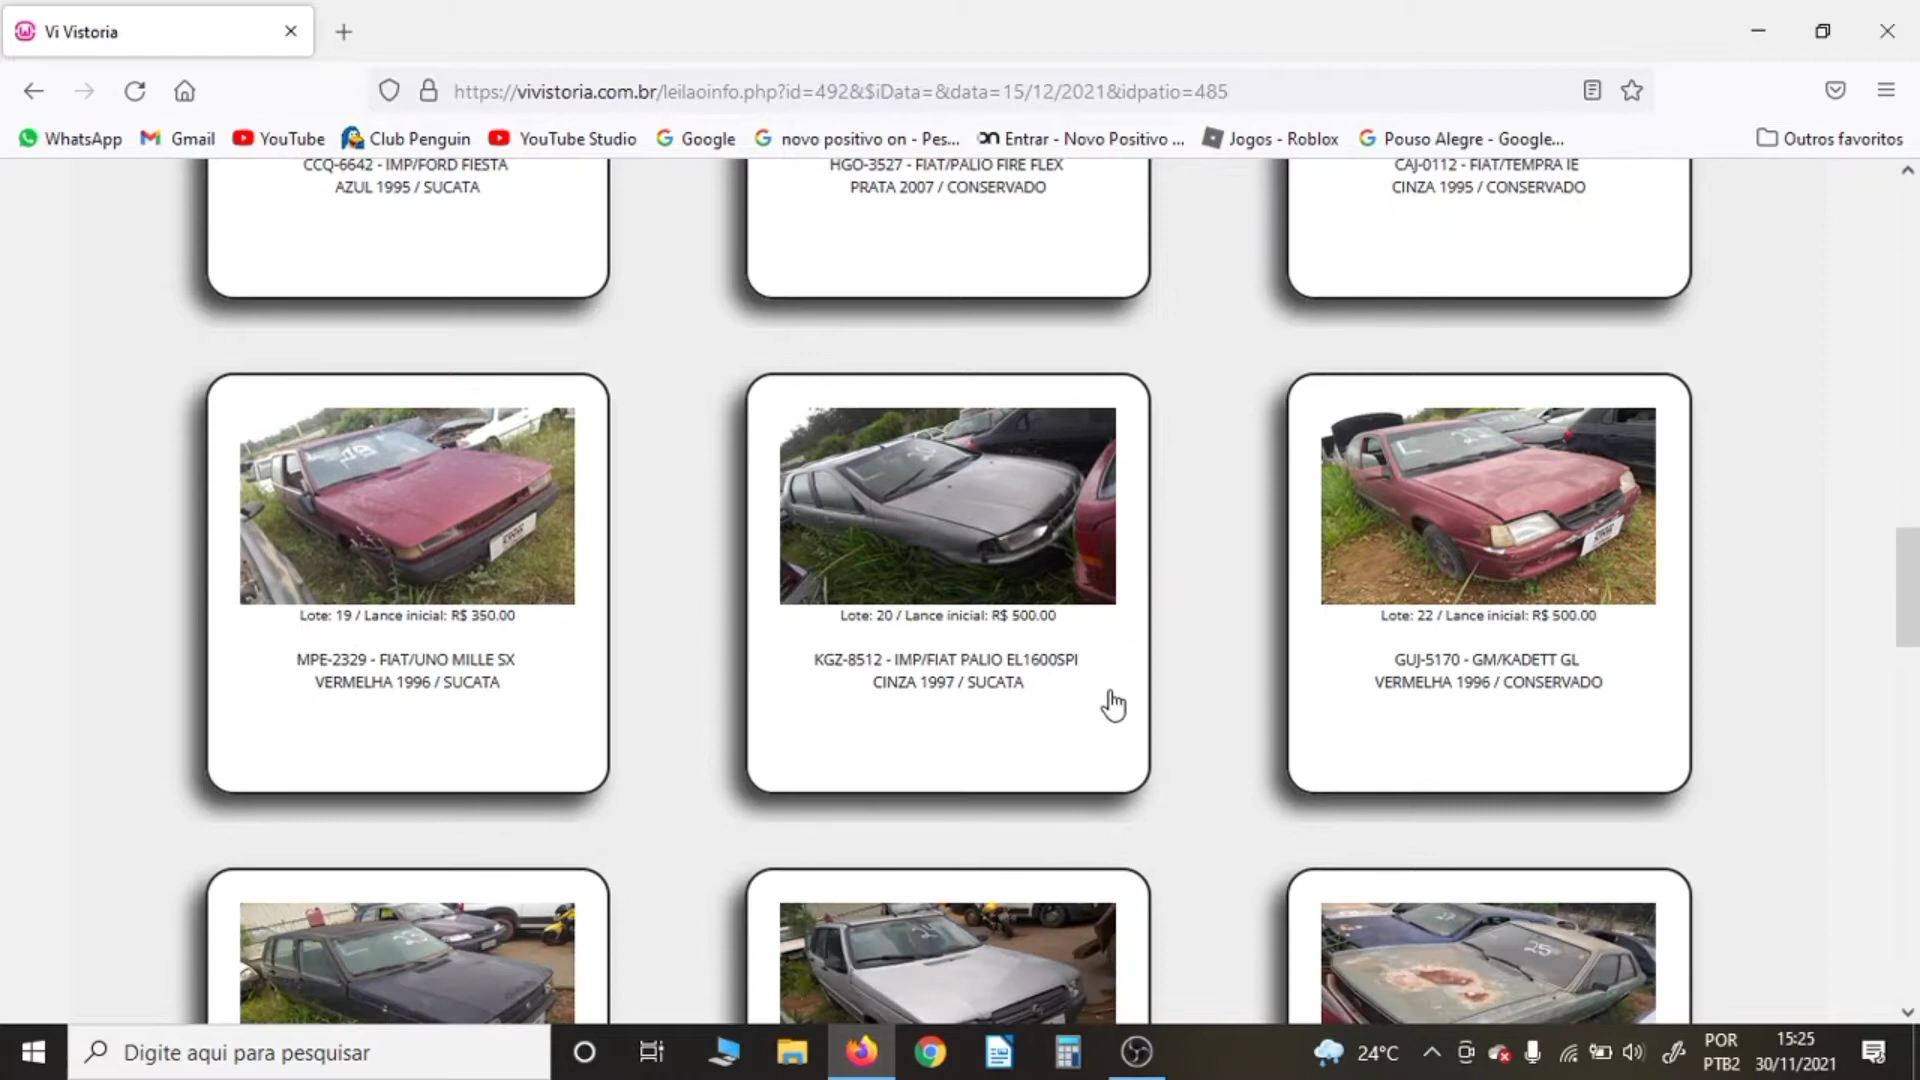 Vi Vistoria
https://vivistoria.com.br/leilaoinfo.php?id=492&$iData=&data=15/12/2021&idpatio=485
WhatsApp
Gmail
YouTube
Club Penguin
YouTube Studio
Google
novo positivo on - Pes...
Entrar - Novo Positivo ...
Jogos - Roblox
Pouso Alegre - Google...
Outros favoritos
CCQ-6642 - IMP/FORD FIESTA
AZUL 1995 / SUCATA
HGO-3527 - FIAT/PALIO FIRE FLEX
PRATA 2007 / CONSERVADO
CAJ-0112 - FIAT/TEMPRA IE
CINZA 1995 / CONSERVADO
L 19
Lote: 19 / Lance inicial: R$ 350.00
MPE-2329 - FIAT/UNO MILLE SX
VERMELHA 1996 / SUCATA
L 20
Lote: 20 / Lance inicial: R$ 500.00
KGZ-8512 - IMP/FIAT PALIO EL1600SPI
CINZA 1997 / SUCATA
L 22
Lote: 22 / Lance inicial: R$ 500.00
GUJ-5170 - GM/KADETT GL
VERMELHA 1996 / CONSERVADO
L 23
24
25
Digite aqui para pesquisar
24°C
POR
PTB2
15:25
30/11/2021